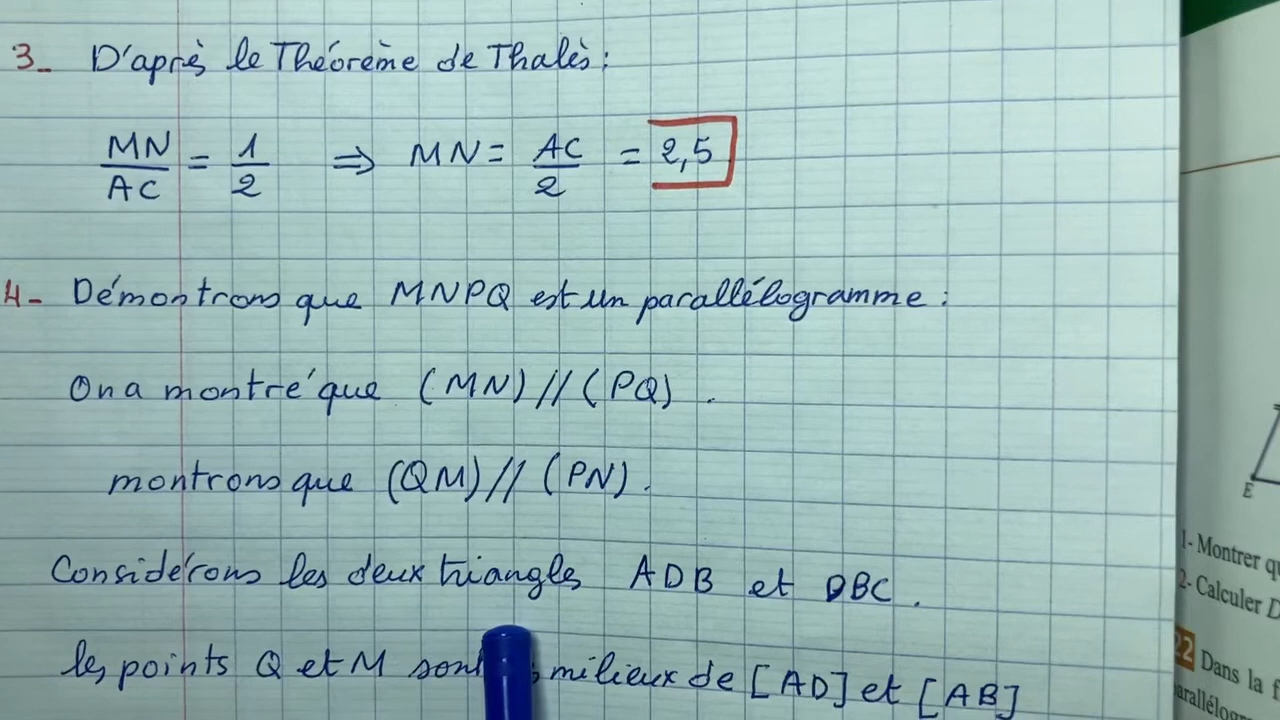 3- D'après le Théorème de Thalès:
MN/AC = 1/2 ⇒ MN = AC/2 = 2,5
4- Démontrons que MNPQ est un parallélogramme:
On a montré que (MN) // (PQ).
montrons que (QM) // (PN).
Considérons les deux triangles ADB et DBC.
les points Q et M sont milieux de [AD] et [AB]
E
1- Montrer
2- Calculer
22 Dans la